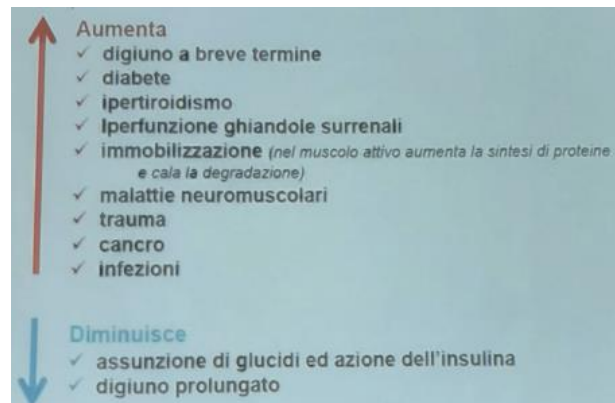 Aumenta
✓ digiuno a breve termine
✓ diabete
✓ ipertiroidismo
✓ Iperfunzione ghiandole surrenali
✓ immobilizzazione (nel muscolo attivo aumenta la sintesi di proteine
e cala la degradazione)
✓ malattie neuromuscolari
✓ trauma
✓ cancro
✓ infezioni
Diminuisce
✓ assunzione di glucidi ed azione dell'insulina
✓ digiuno prolungato